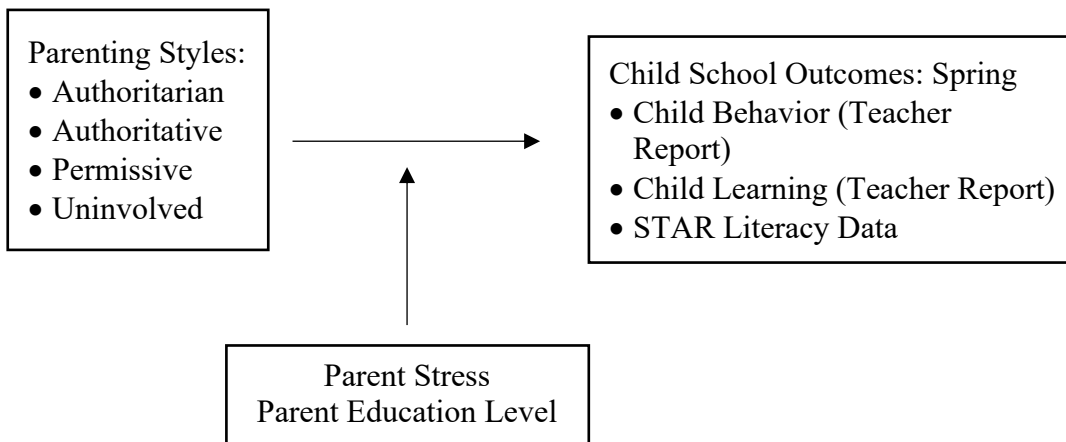 Parenting Styles:
• Authoritarian
• Authoritative
• Permissive
• Uninvolved
Child School Outcomes: Spring
• Child Behavior (Teacher
Report)
• Child Learning (Teacher Report)
• STAR Literacy Data
Parent Stress
Parent Education Level